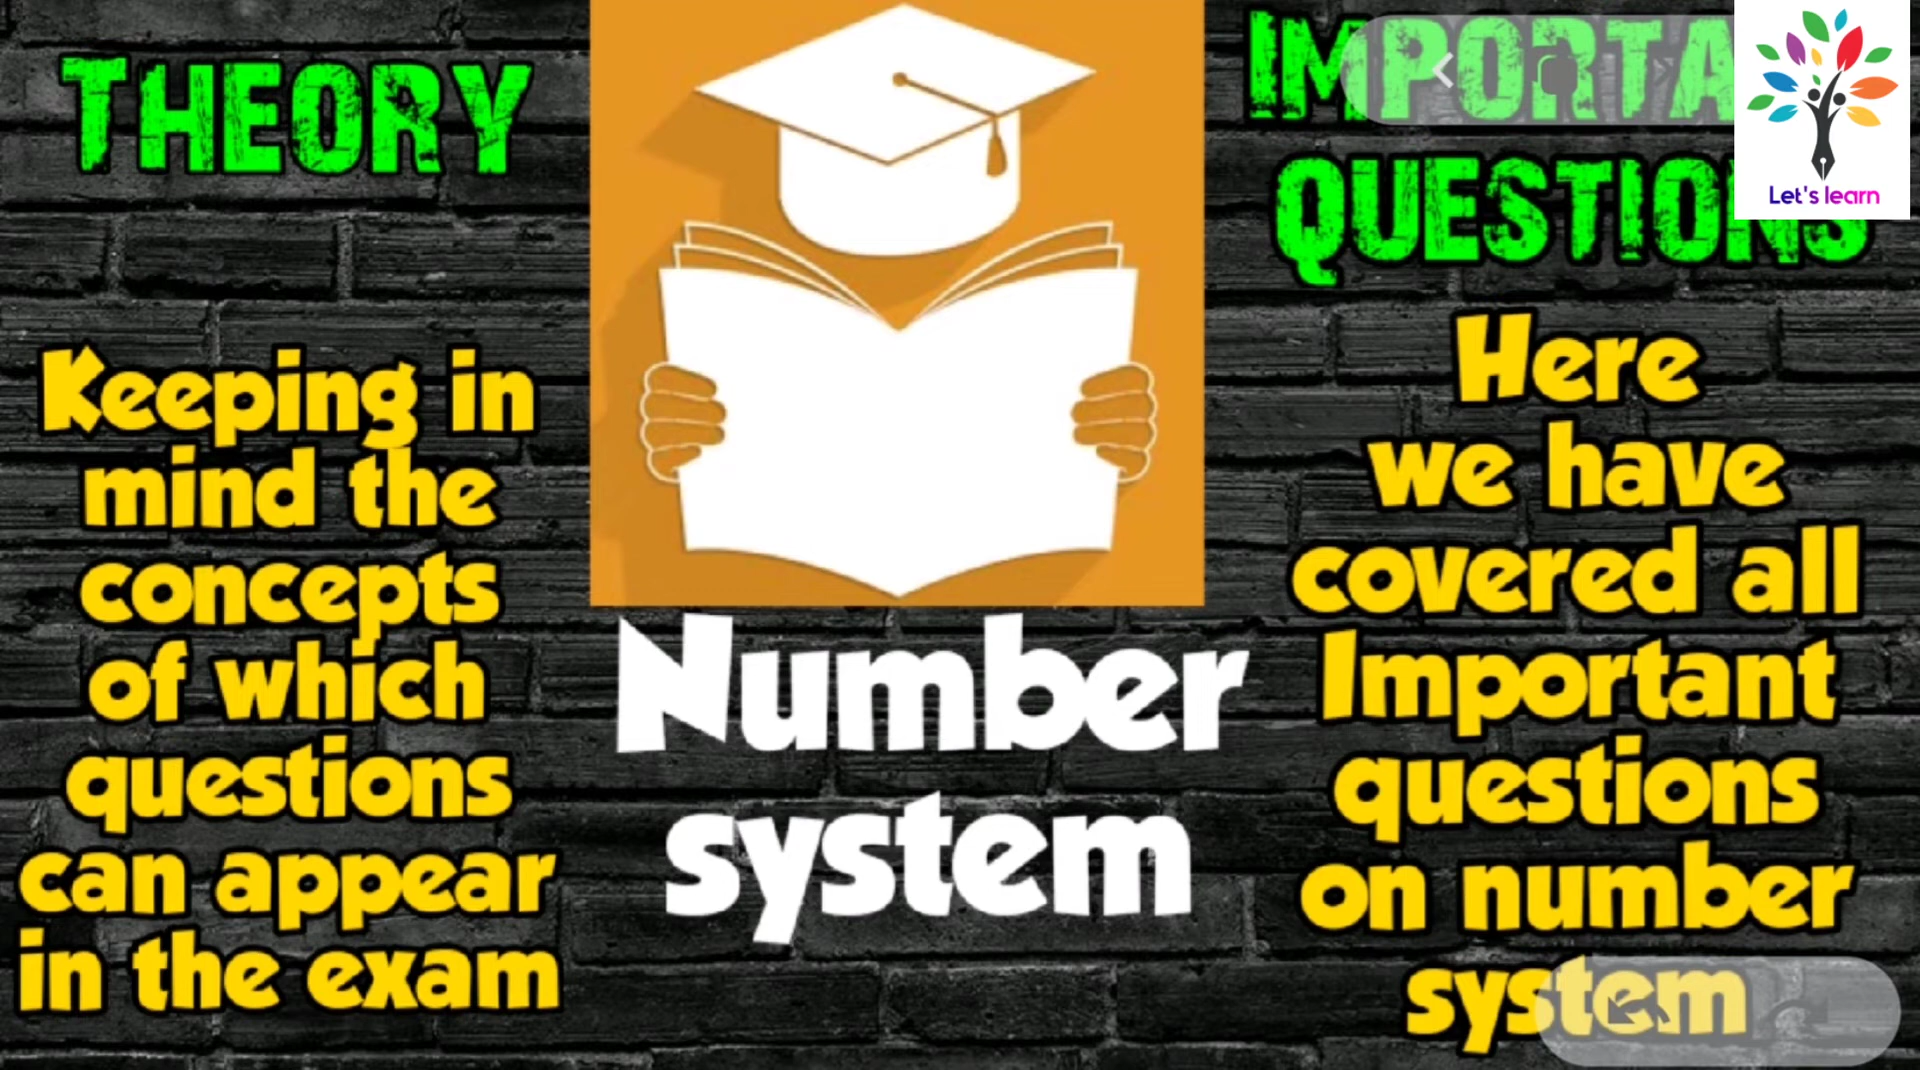 THEORY
Keeping in
mind the
concepts
of which
questions
can appear
in the exam
Number
system
QUESTIONS
Here
we have
covered all
Important
questions
on number
system
Let's learn